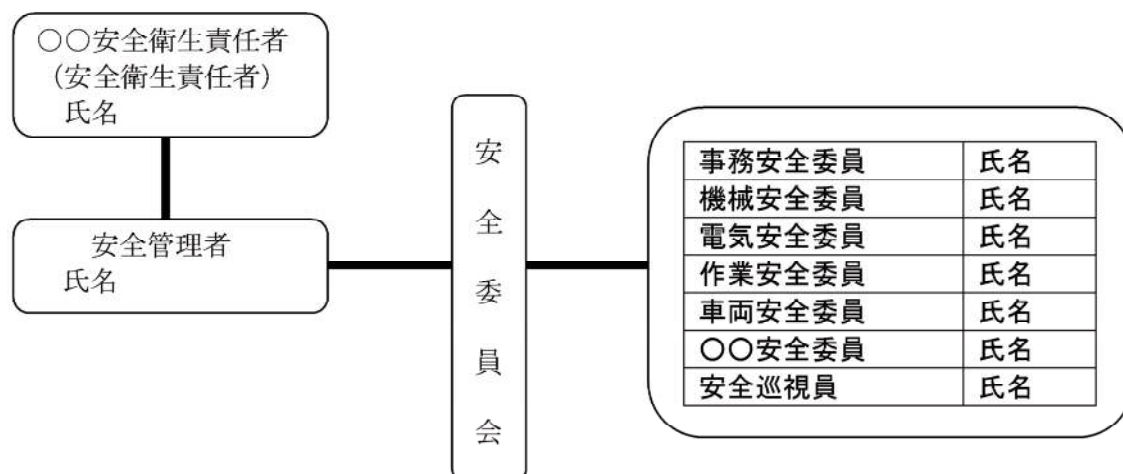 ○○安全衛生責任者
(安全衛生責任者)
氏名
安全管理者
氏名
安全委員会
事務安全委員 氏名
機械安全委員 氏名
電気安全委員 氏名
作業安全委員 氏名
車両安全委員 氏名
○○安全委員 氏名
安全巡視員 氏名